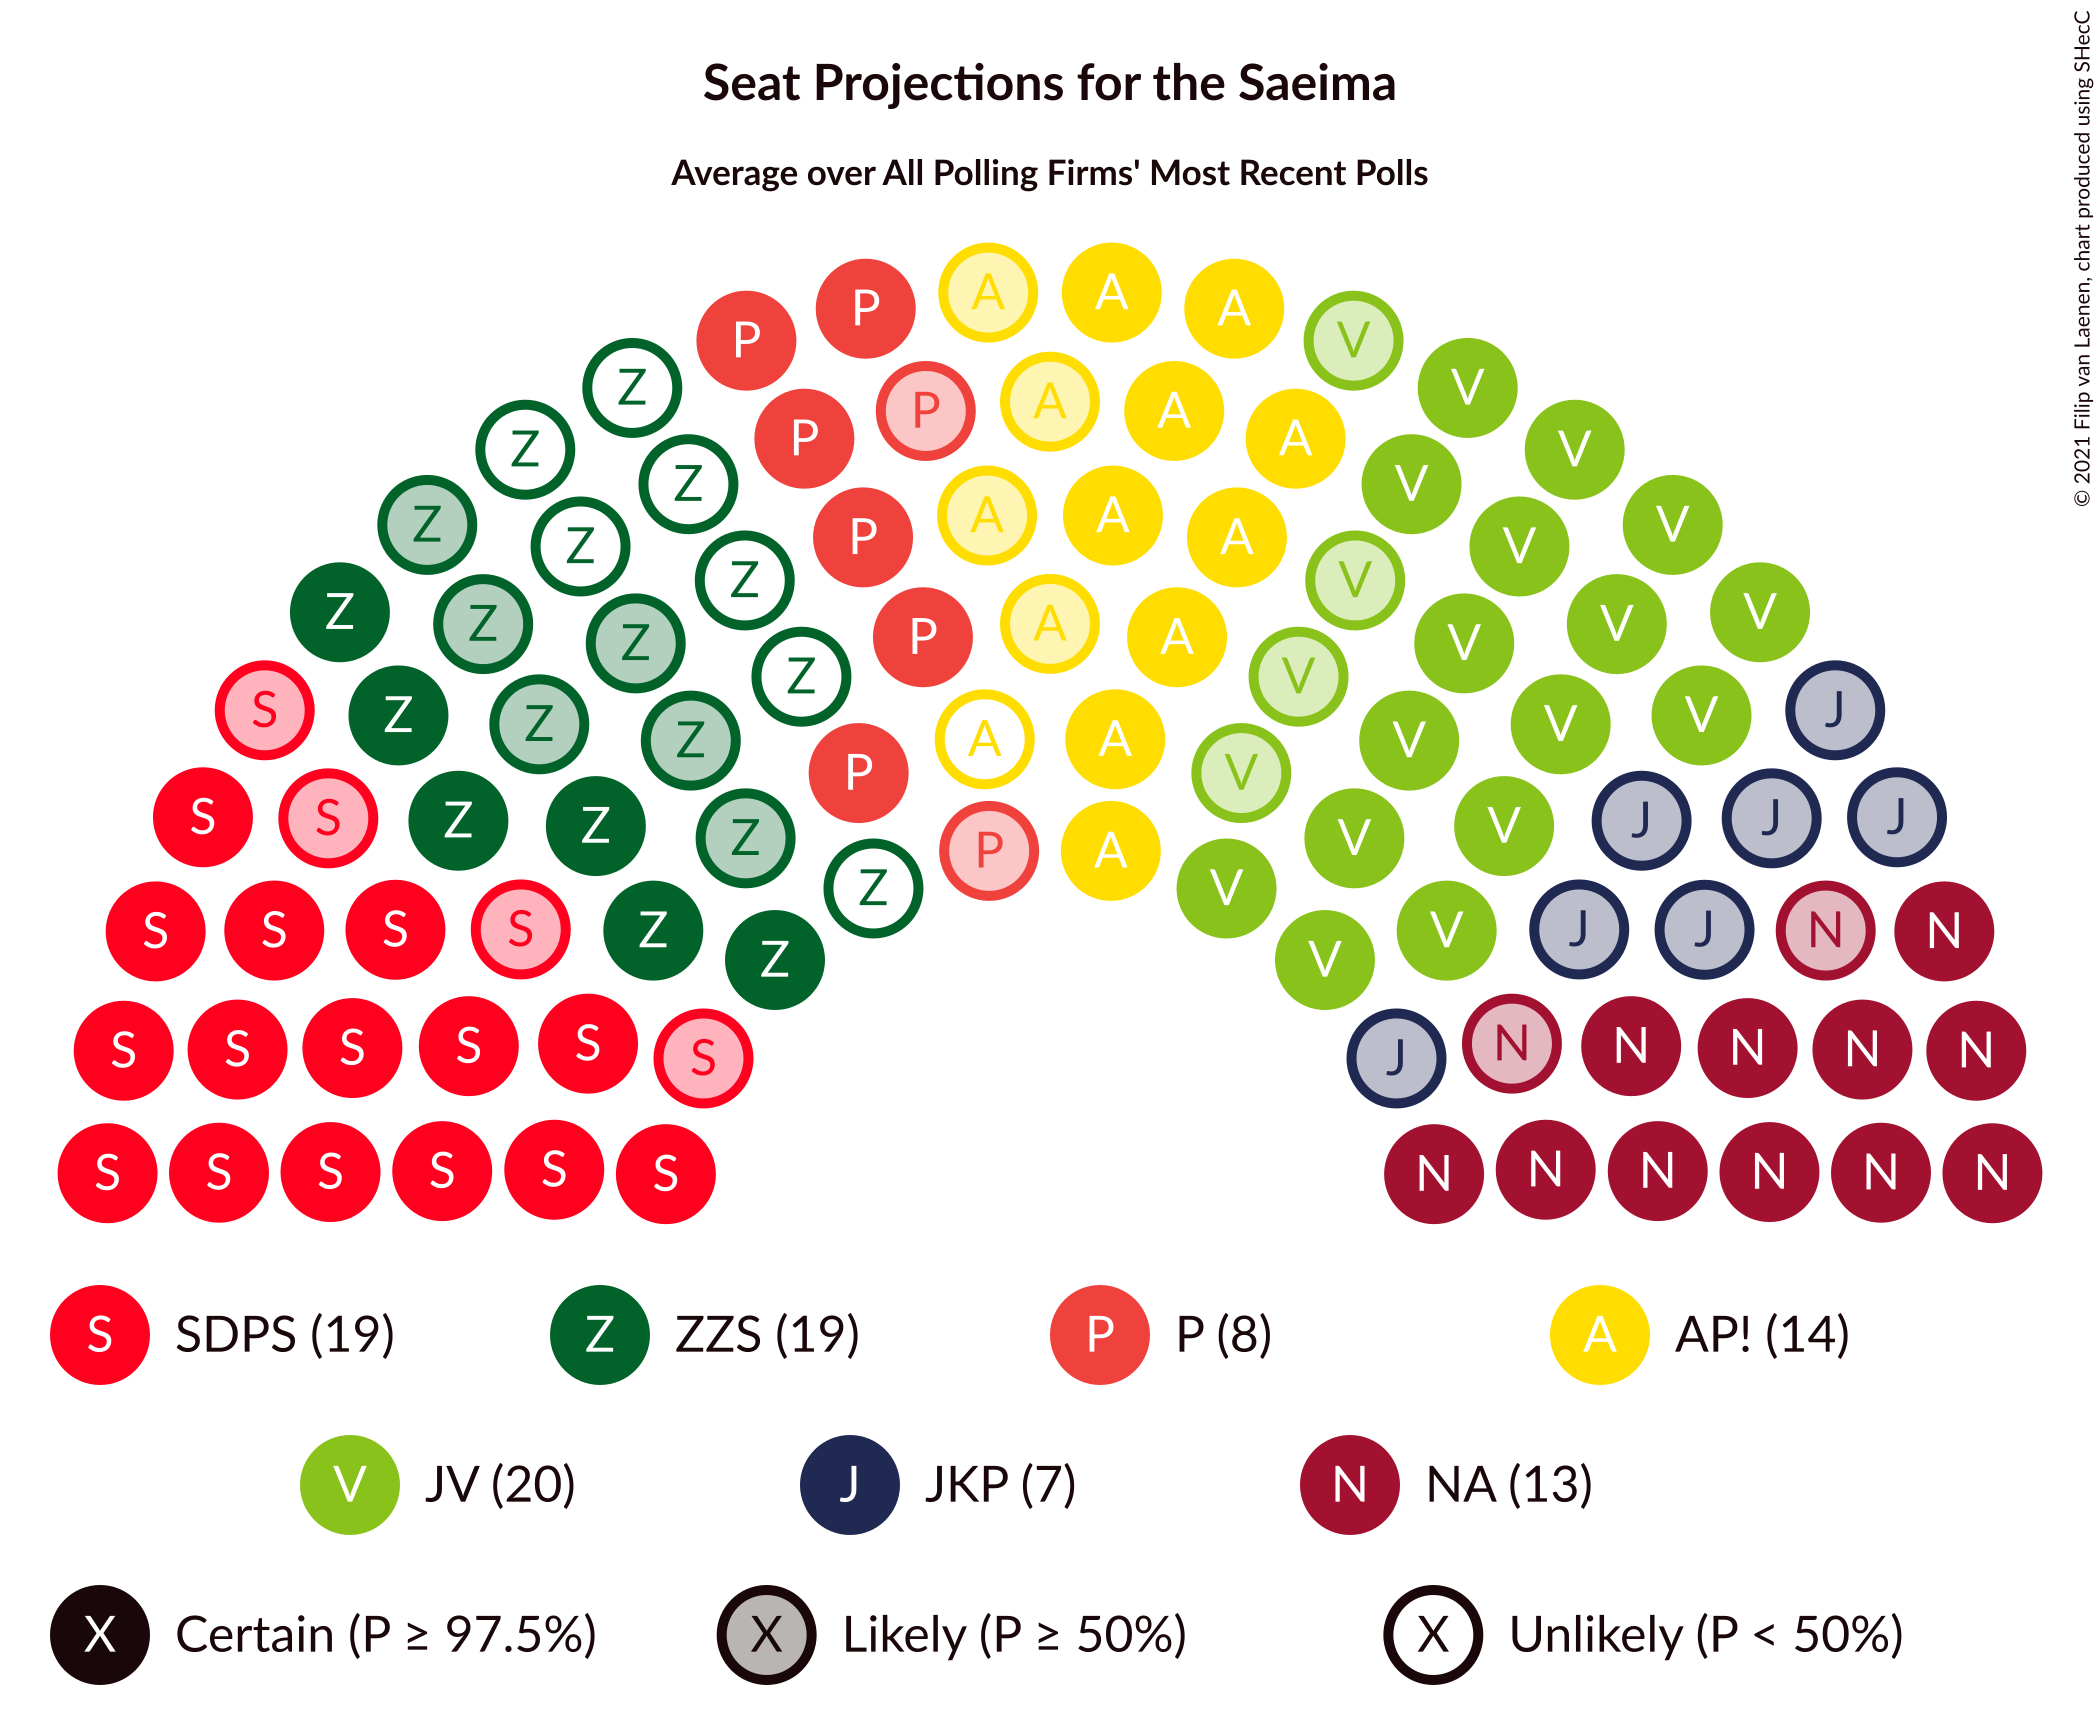 Seat Projections for the Saeima
Average over All Polling Firms' Most Recent Polls
© 2021 Filip van Laenen, chart produced using SHecC
A A
P A
P V
Z V
P A A
P A
Z V
Z V
Z V
P A A A
Z V
Z V
Z V
Z V
P A A
Z V
Z V
Z V
S J
Z V
Z V
Z V
P A A V
S Z Z Z V V J J
S S J J
P A
Z V
S S S S Z V J J N N
Z V
S S S S S S J N N N N N
S S S S S S N N N N N N
S SDPS (19) Z ZZS (19) P P (8) A AP! (14)
V JV (20) J JKP (7) N NA (13)
X Certain (P ≥ 97.5%) X Likely (P ≥ 50%) X Unlikely (P < 50%)